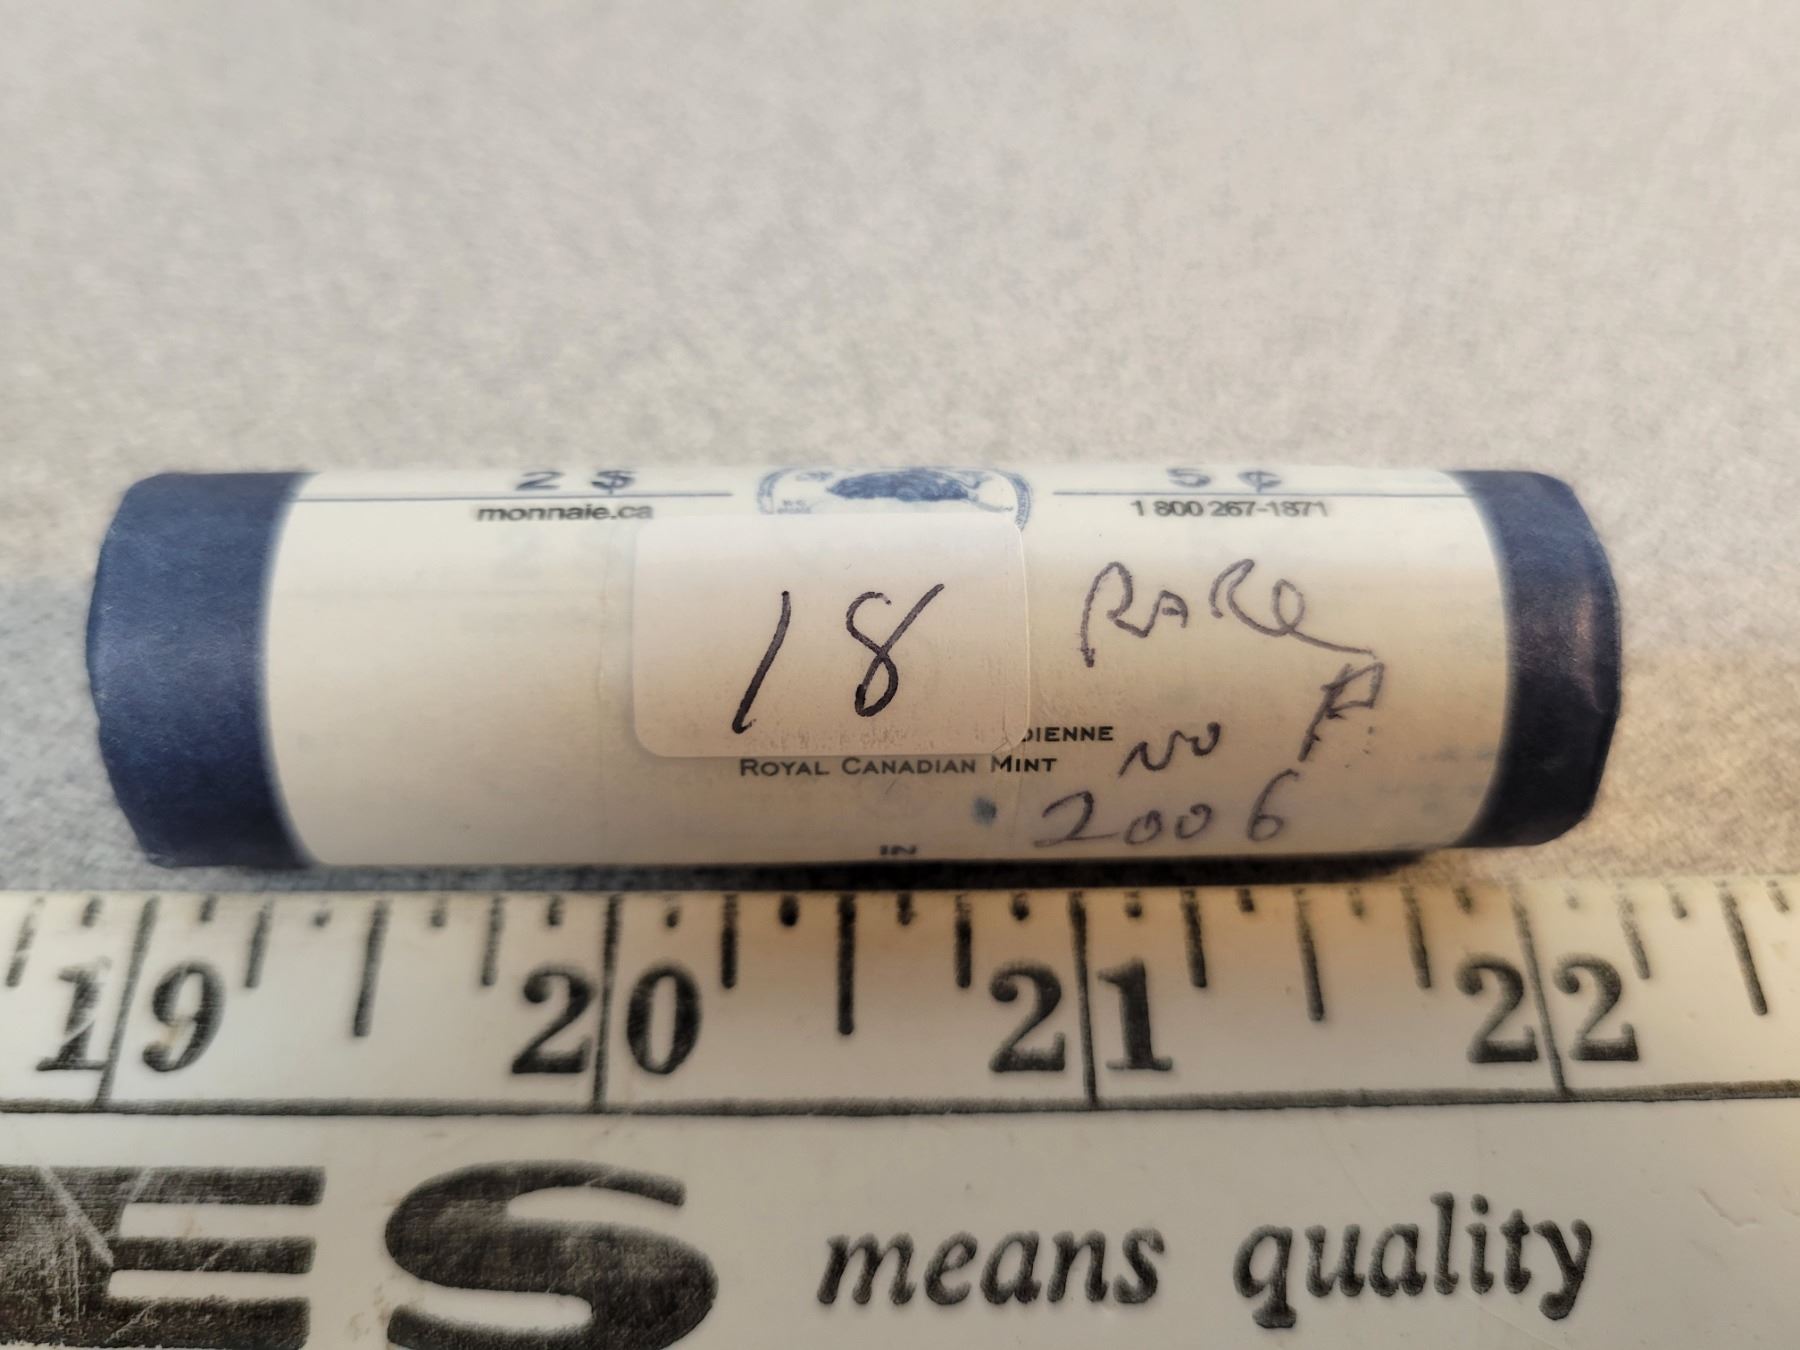 2 $ 5 ¢
monnaie.ca 1 800 267-1871
18 RARe
DIENNE
NO P
ROYAL CANADIAN MINT
2006
IN
19 20 21 22
ES means quality